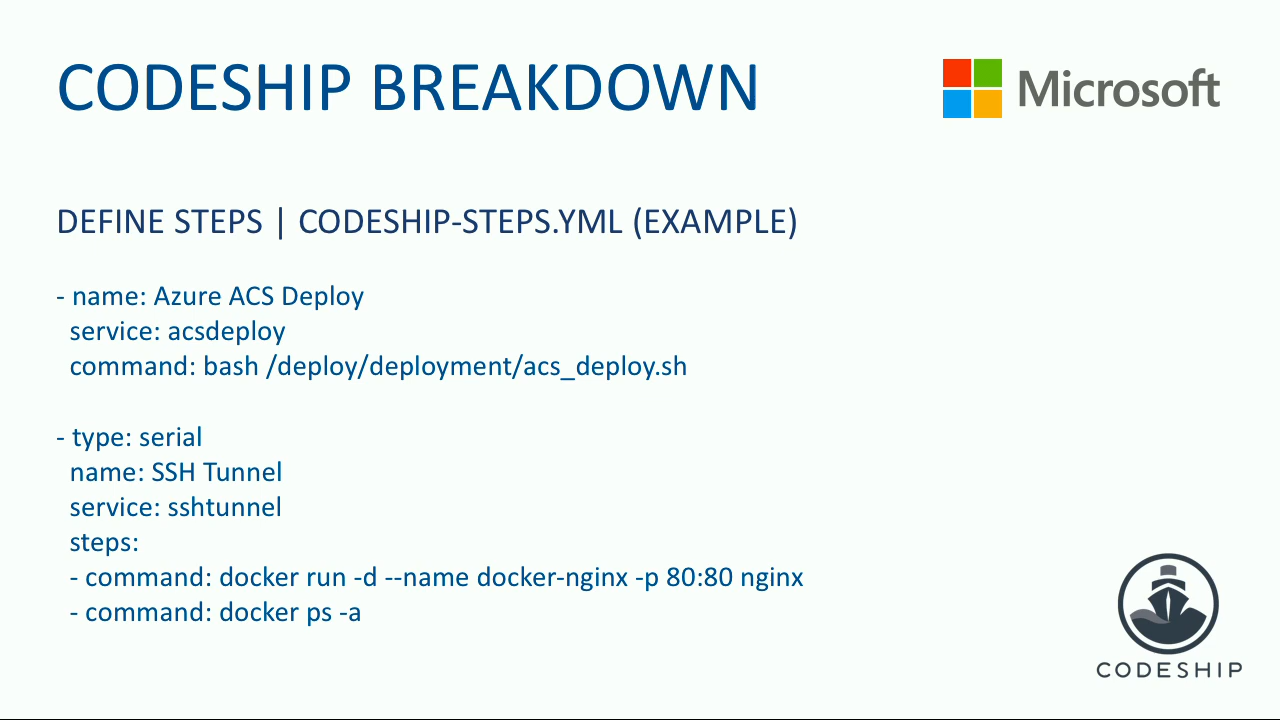 CODESHIP BREAKDOWN
Microsoft
DEFINE STEPS | CODESHIP-STEPS.YML (EXAMPLE)
- name: Azure ACS Deploy
service: acsdeploy
command: bash /deploy/deployment/acs_deploy.sh
- type: serial
name: SSH Tunnel
service: sshtunnel
steps:
- command: docker run -d --name docker-nginx -p 80:80 nginx
- command: docker ps -a
CODESHIP